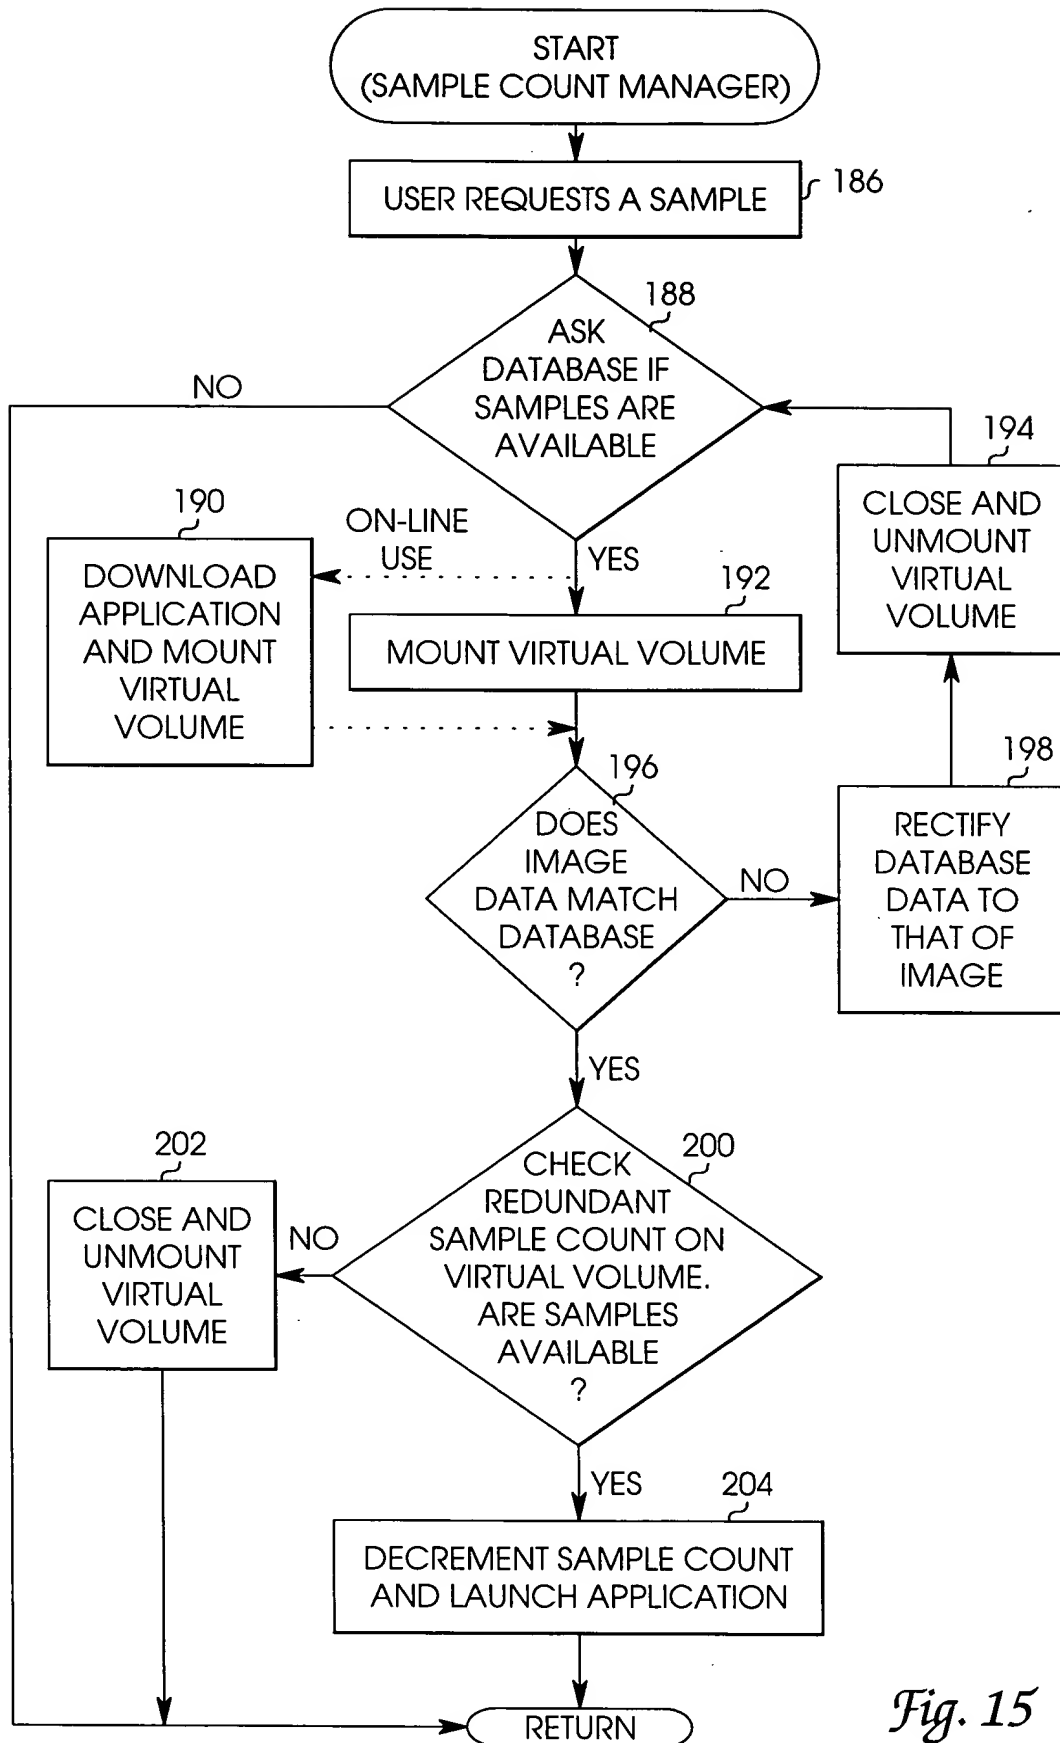 START
(SAMPLE COUNT MANAGER)
USER REQUESTS A SAMPLE
186
188
ASK
DATABASE IF
SAMPLES ARE
AVAILABLE
NO
194
CLOSE AND
UNMOUNT
VIRTUAL
VOLUME
190
ON-LINE
USE
YES
DOWNLOAD
APPLICATION
AND MOUNT
VIRTUAL
VOLUME
192
MOUNT VIRTUAL VOLUME
196
DOES
IMAGE
DATA MATCH
DATABASE
?
NO
198
RECTIFY
DATABASE
DATA TO
THAT OF
IMAGE
YES
200
CHECK
REDUNDANT
SAMPLE COUNT ON
VIRTUAL VOLUME.
ARE SAMPLES
AVAILABLE
?
NO
202
CLOSE AND
UNMOUNT
VIRTUAL
VOLUME
YES
204
DECREMENT SAMPLE COUNT
AND LAUNCH APPLICATION
RETURN
Fig. 15